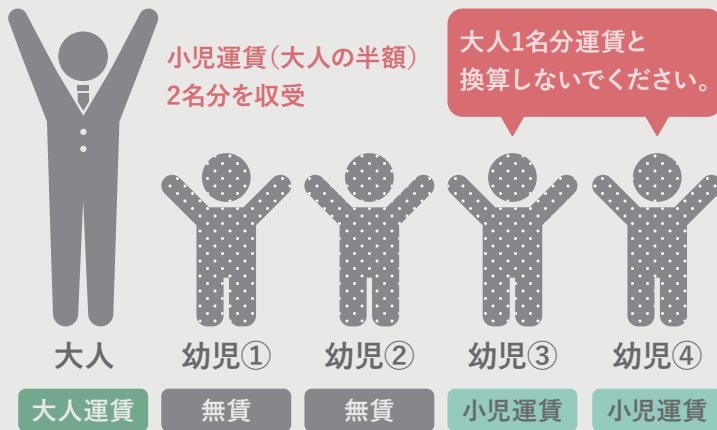 小児運賃(大人の半額)
2名分を収受
大人1名分運賃と
換算しないでください。
大人 幼児① 幼児② 幼児③ 幼児④
大人運賃 無賃 無賃 小児運賃 小児運賃